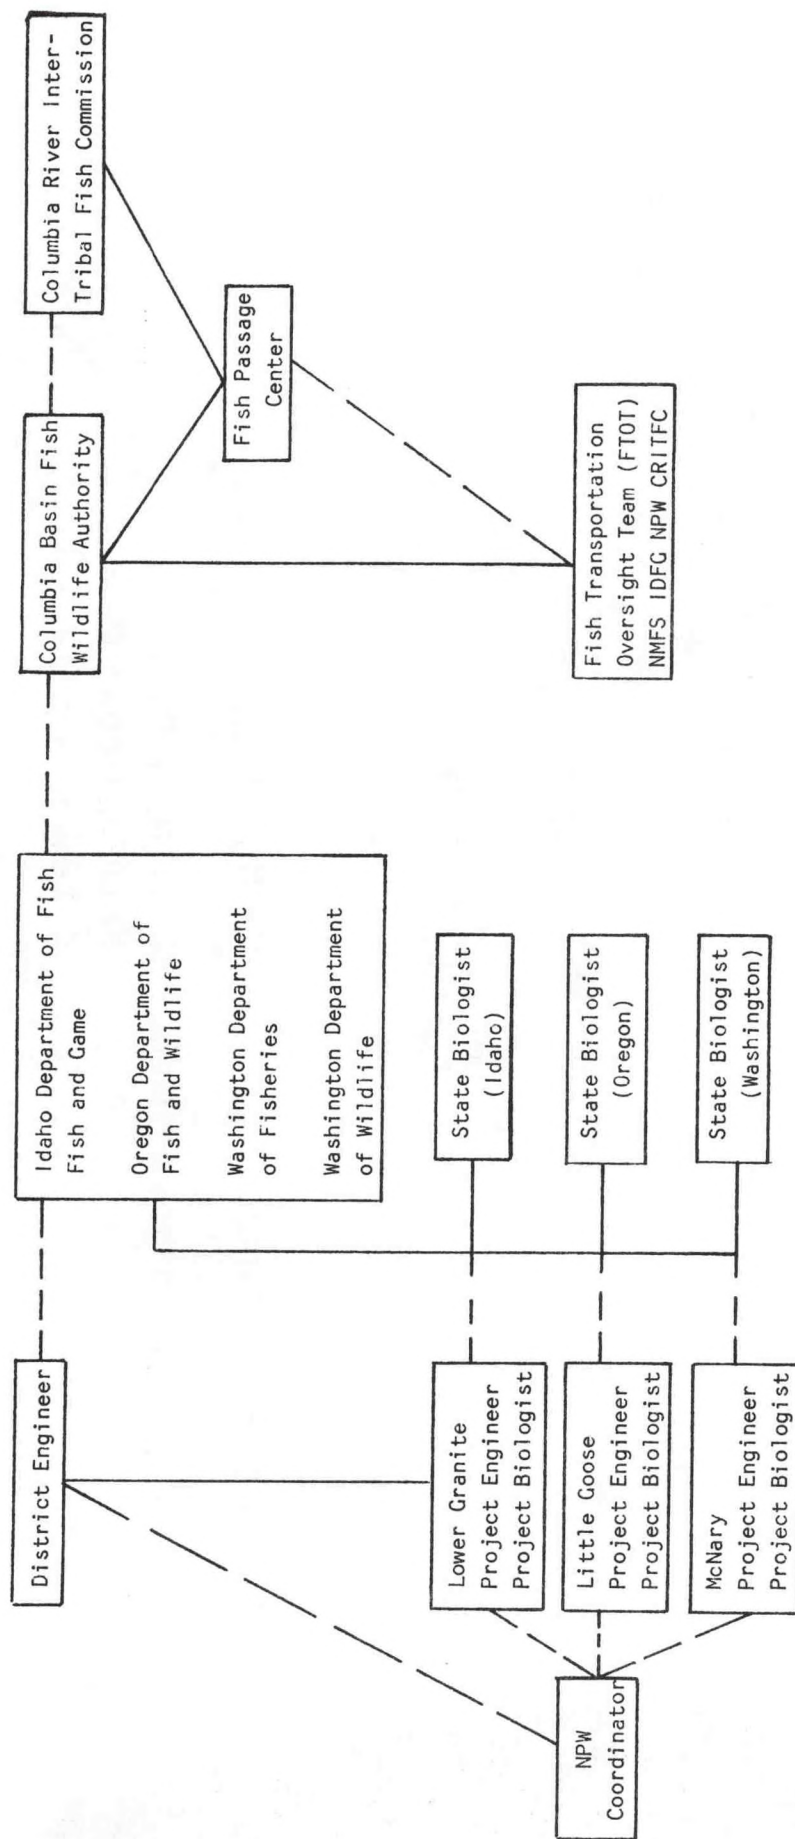 District Engineer
Idaho Department of Fish
Fish and Game
Oregon Department of
Fish and Wildlife
Washington Department
of Fisheries
Washington Department
of Wildlife
Columbia Basin Fish
Wildlife Authority
Columbia River Inter-
Tribal Fish Commission
Fish Passage
Center
Lower Granite
Project Engineer
Project Biologist
State Biologist
(Idaho)
NPW
Coordinator
Little Goose
Project Engineer
Project Biologist
State Biologist
(Oregon)
Fish Transportation
Oversight Team (FTOT)
NMFS IDFG NPW CRITFC
McNary
Project Engineer
Project Biologist
State Biologist
(Washington)